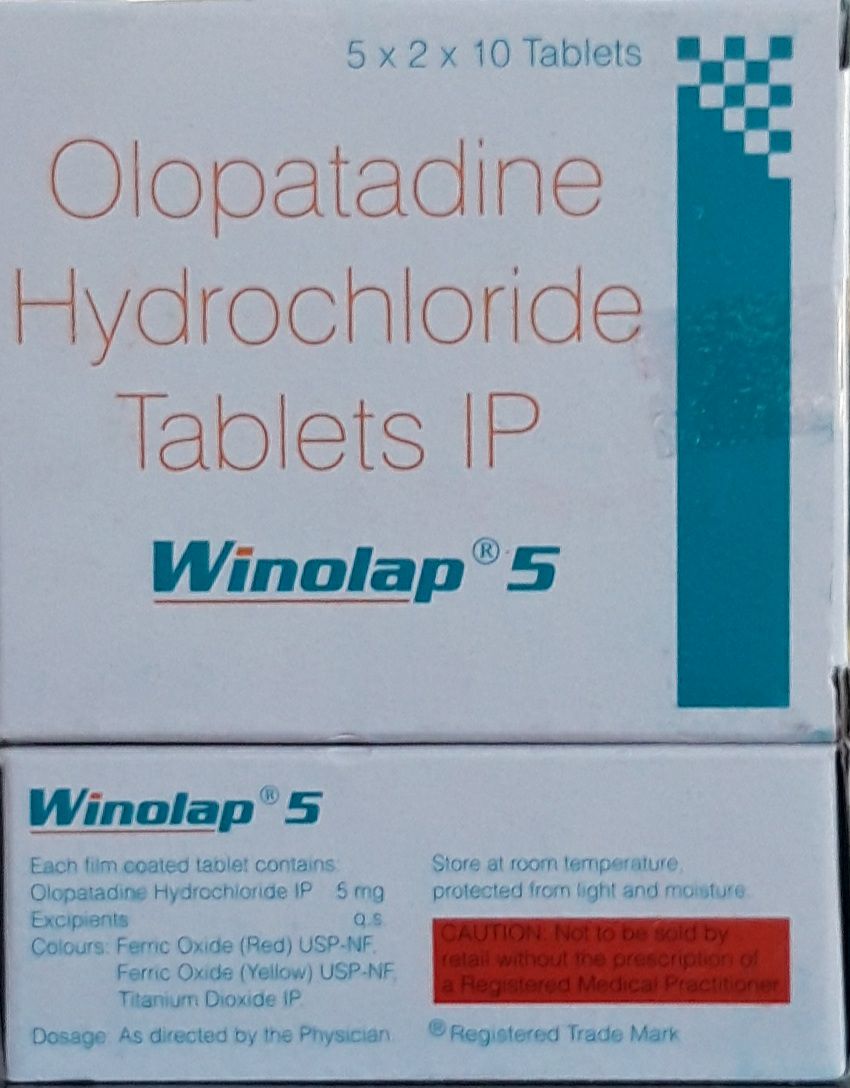 5 x 2 x 10 Tablets
Olopatadine
Hydrochloride
Tablets IP
Winolap® 5
Winolap® 5
Each film coated tablet contains:
Olopatadine Hydrochloride IP 5 mg
Excipients q.s.
Colours: Ferric Oxide (Red) USP-NF,
Ferric Oxide (Yellow) USP-NF,
Titanium Dioxide IP.
Dosage: As directed by the Physician.
Store at room temperature,
protected from light and moisture.
CAUTION: Not to be sold by
retail without the prescription of
a Registered Medical Practitioner.
® Registered Trade Mark